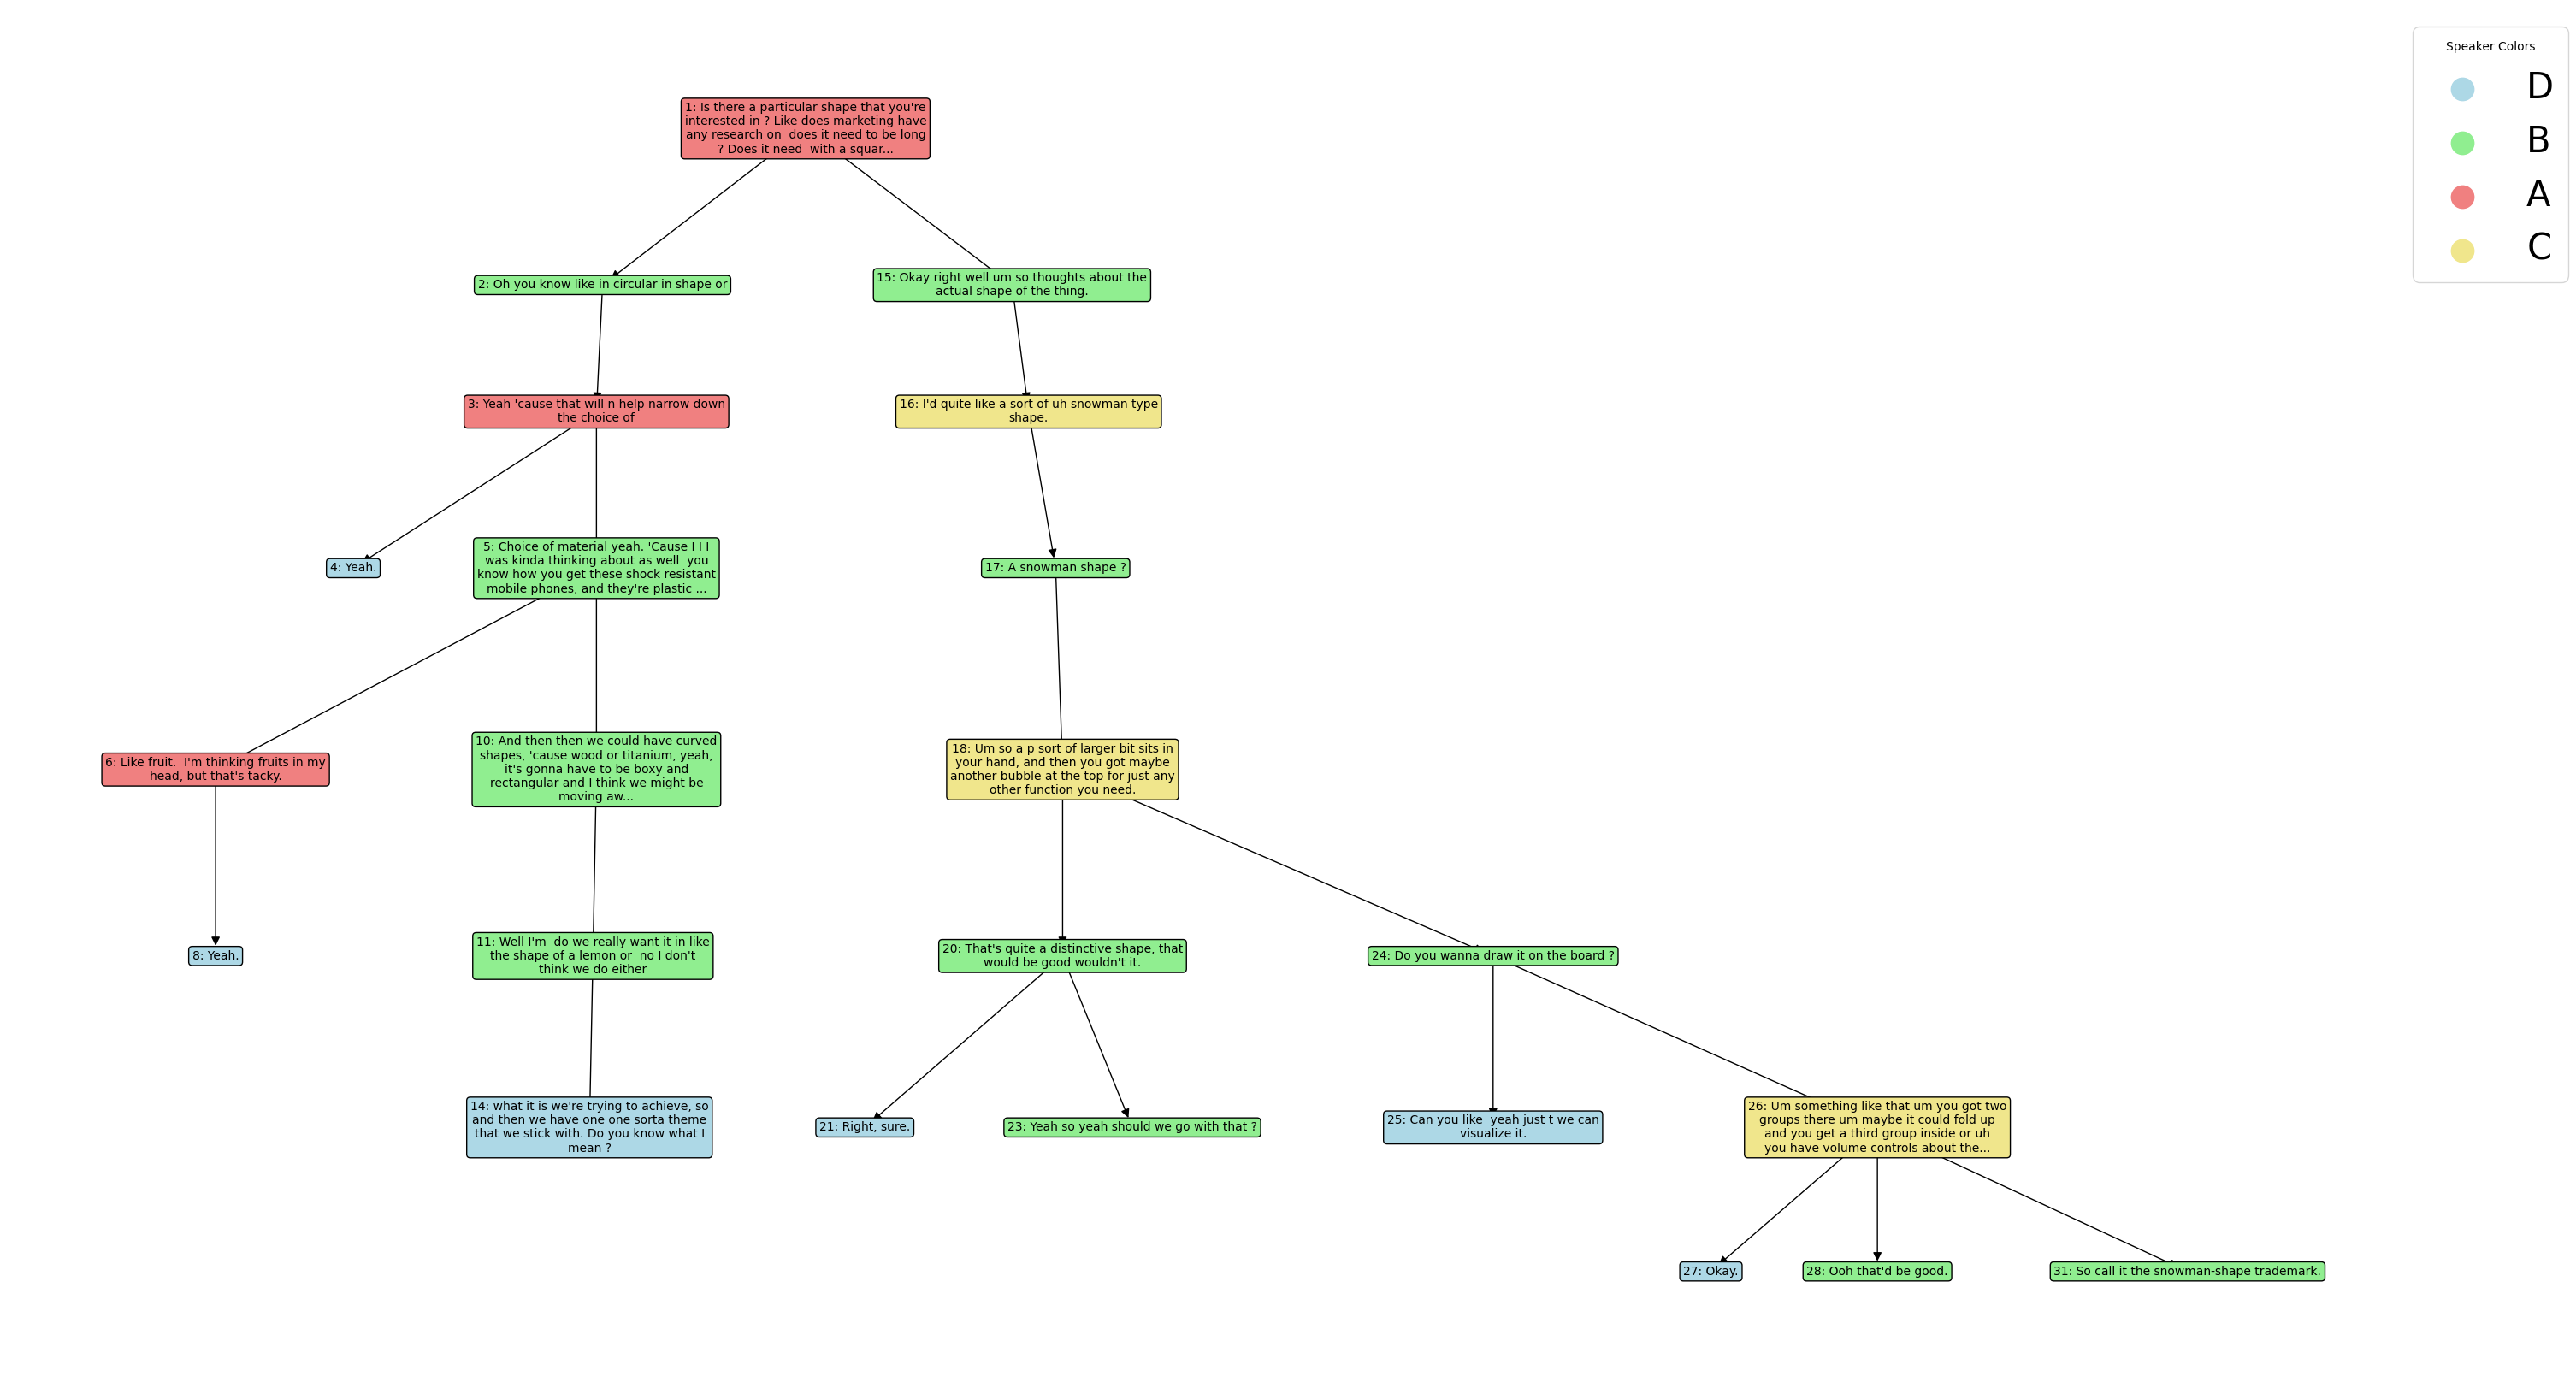 Speaker Colors
D
B
A
C
1: Is there a particular shape that you're
interested in ? Like does marketing have
any research on  does it need to be long
? Does it need  with a squar...
2: Oh you know like in circular in shape or
15: Okay right well um so thoughts about the
actual shape of the thing.
3: Yeah 'cause that will n help narrow down
the choice of
16: I'd quite like a sort of uh snowman type
shape.
4: Yeah.
5: Choice of material yeah. 'Cause I I I
was kinda thinking about as well  you
know how you get these shock resistant
mobile phones, and they're plastic ...
17: A snowman shape ?
6: Like fruit.  I'm thinking fruits in my
head, but that's tacky.
10: And then then we could have curved
shapes, 'cause wood or titanium, yeah,
it's gonna have to be boxy and
rectangular and I think we might be
moving aw...
18: Um so a p sort of larger bit sits in
your hand, and then you got maybe
another bubble at the top for just any
other function you need.
8: Yeah.
11: Well I'm  do we really want it in like
the shape of a lemon or  no I don't
think we do either
20: That's quite a distinctive shape, that
would be good wouldn't it.
24: Do you wanna draw it on the board ?
14: what it is we're trying to achieve, so
and then we have one one sorta theme
that we stick with. Do you know what I
mean ?
21: Right, sure.
23: Yeah so yeah should we go with that ?
25: Can you like  yeah just t we can
visualize it.
26: Um something like that um you got two
groups there um maybe it could fold up
and you get a third group inside or uh
you have volume controls about the...
27: Okay.
28: Ooh that'd be good.
31: So call it the snowman-shape trademark.